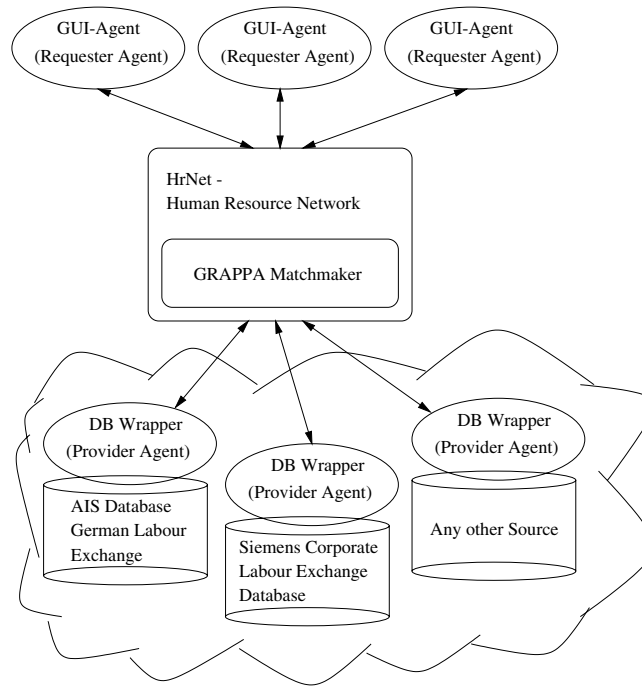 GUI-Agent
(Requester Agent)
GUI-Agent
(Requester Agent)
GUI-Agent
(Requester Agent)
HrNet -
Human Resource Network
GRAPPA Matchmaker
DB Wrapper
(Provider Agent)
AIS Database
German Labour
Exchange
DB Wrapper
(Provider Agent)
Siemens Corporate
Labour Exchange
Database
DB Wrapper
(Provider Agent)
Any other Source